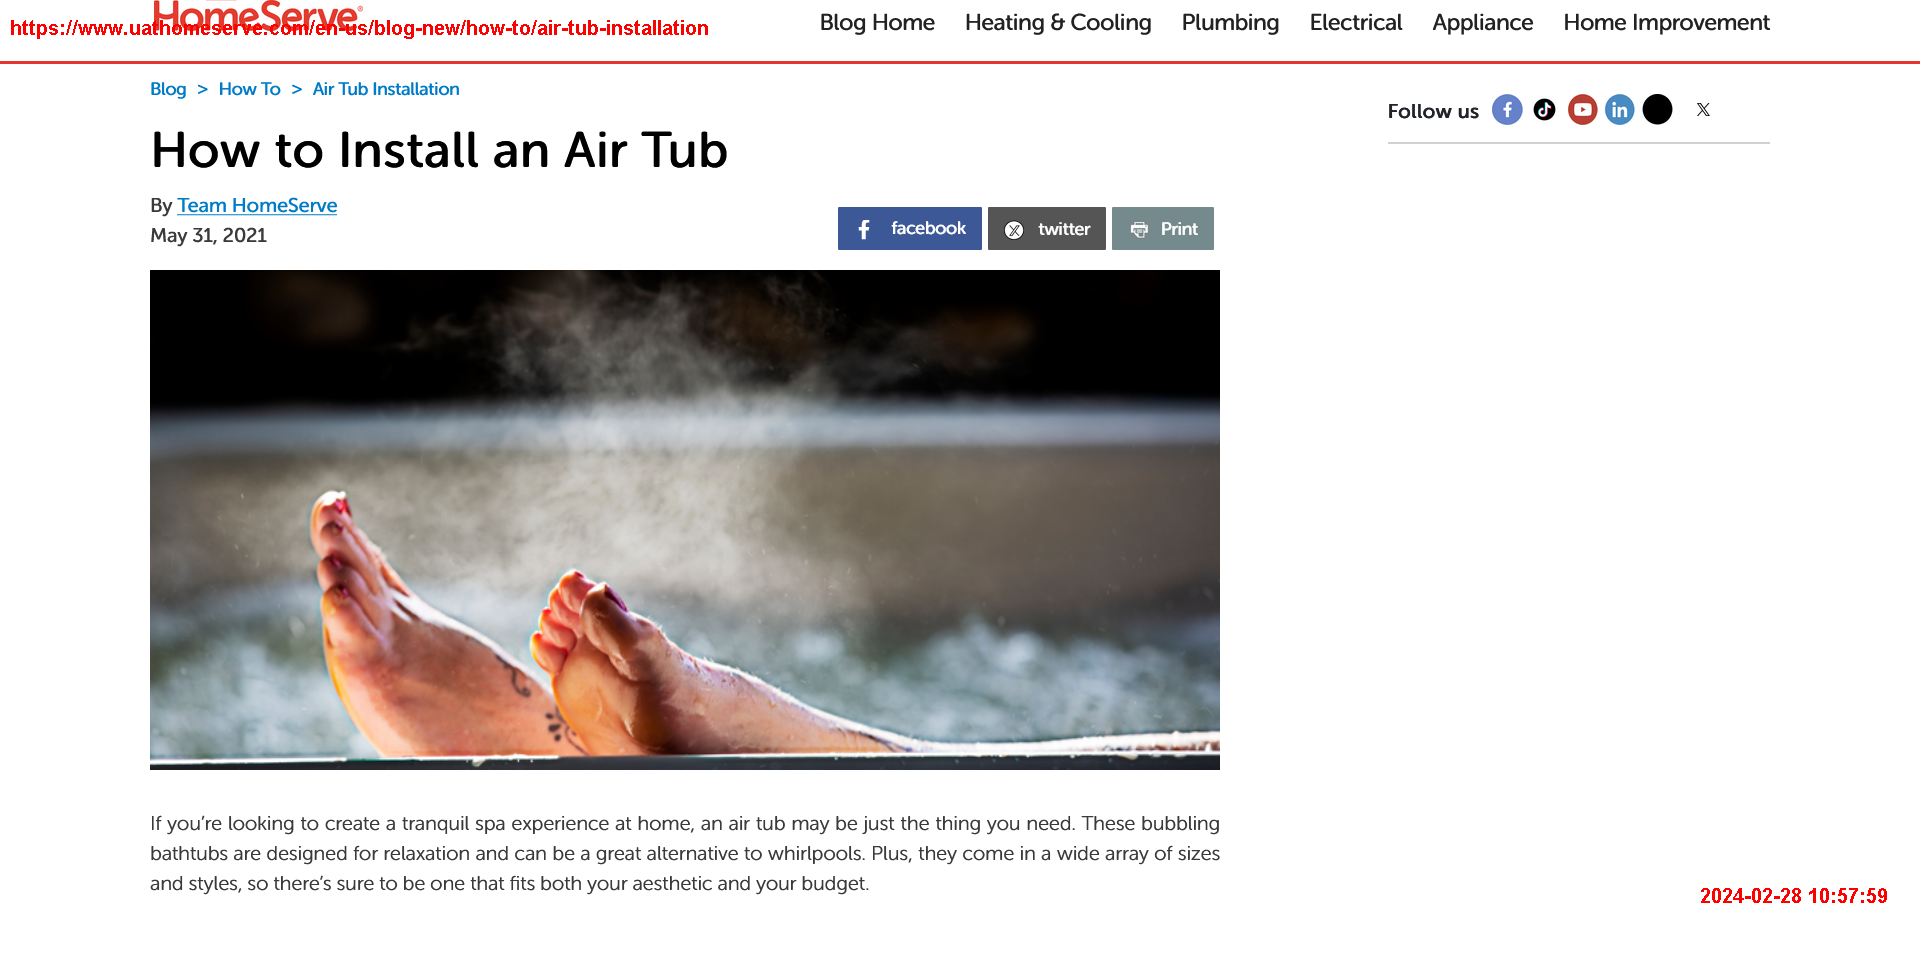 HomeServe
https://www.uathomeserve.com/en-us/blog-new/how-to/air-tub-installation
Blog Home Heating & Cooling Plumbing Electrical Appliance Home Improvement
Blog > How To > Air Tub Installation
Follow us
How to Install an Air Tub
By Team HomeServe
May 31, 2021
facebook twitter Print
If you’re looking to create a tranquil spa experience at home, an air tub may be just the thing you need. These bubbling
bathtubs are designed for relaxation and can be a great alternative to whirlpools. Plus, they come in a wide array of sizes
and styles, so there’s sure to be one that fits both your aesthetic and your budget.
2024-02-28 10:57:59